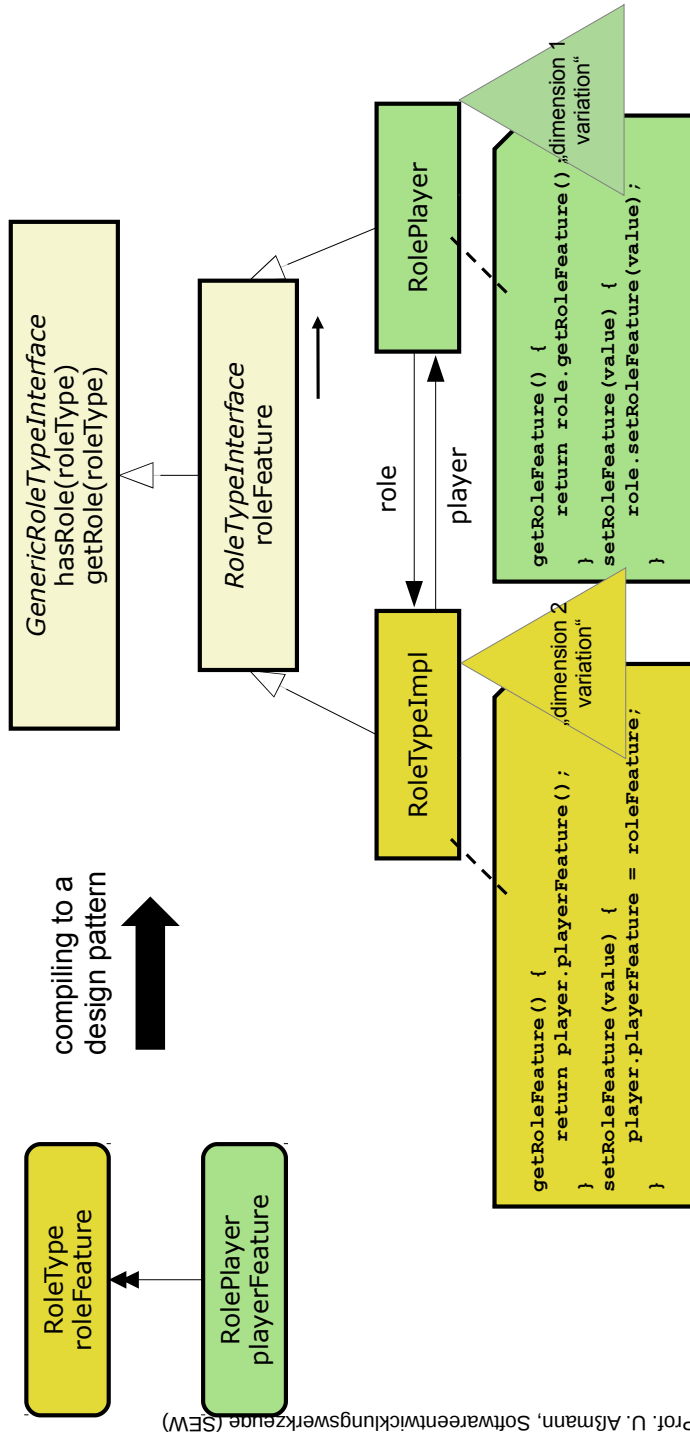 RoleType
roleFeature
RolePlayer
playerFeature
compiling to a
design pattern
GenericRoleTypeInterface
hasRole(roleType)
getRole(roleType)
RoleTypeInterface
roleFeature
RoleTypeImpl
role
player
RolePlayer
getRoleFeature() {
return player.playerFeature();
}
setRoleFeature(value) {
player.playerFeature = roleFeature;
}
„dimension 2
variation“
getRoleFeature() {
return role.getRoleFeature();
}
setRoleFeature(value) {
role.setRoleFeature(value);
}
„dimension 1
variation“
Prof. U. Aßmann, Softwareentwicklungswerkzeuge (SEW)